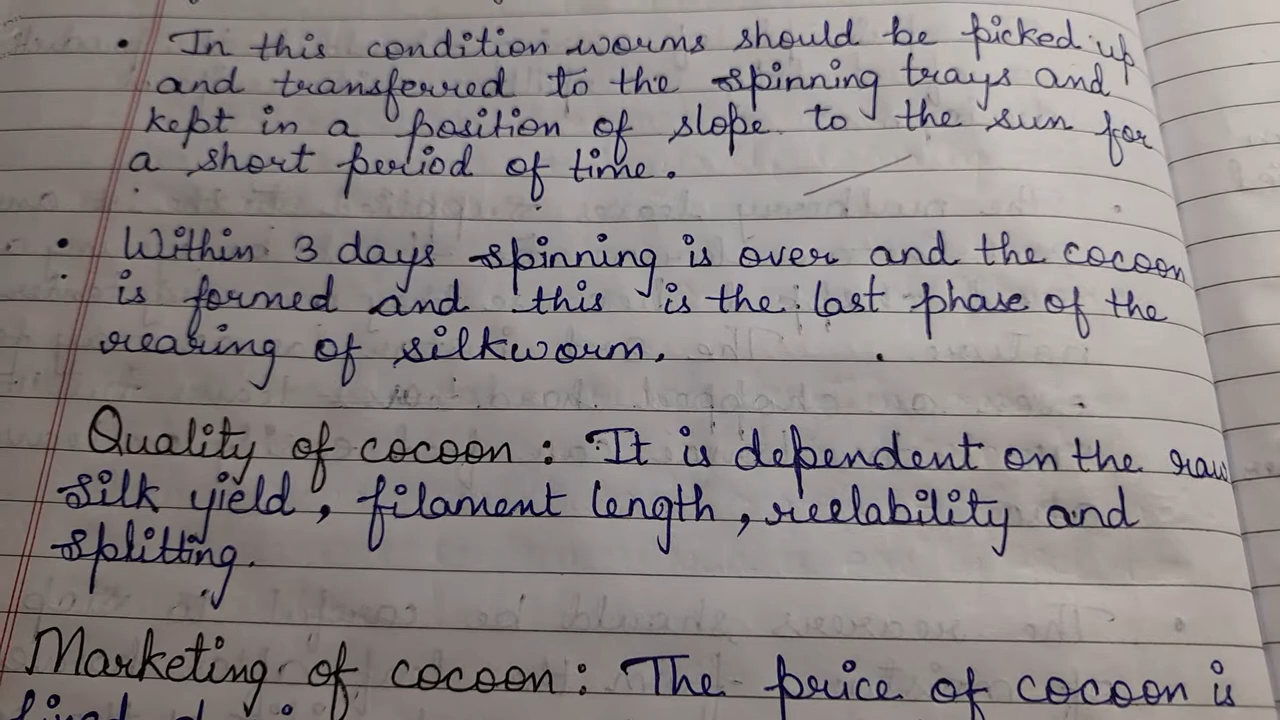 • In this condition worms should be picked up
and transferred to the spinning trays and
kept in a position of slope to the sun for
a short period of time.
• Within 3 days spinning is over and the cocoon
is formed and this is the last phase of the
rearing of silkworm.
Quality of cocoon : It is dependent on the raw
silk yield, filament length, reelability and
splitting.
Marketing of cocoon : The price of cocoon is